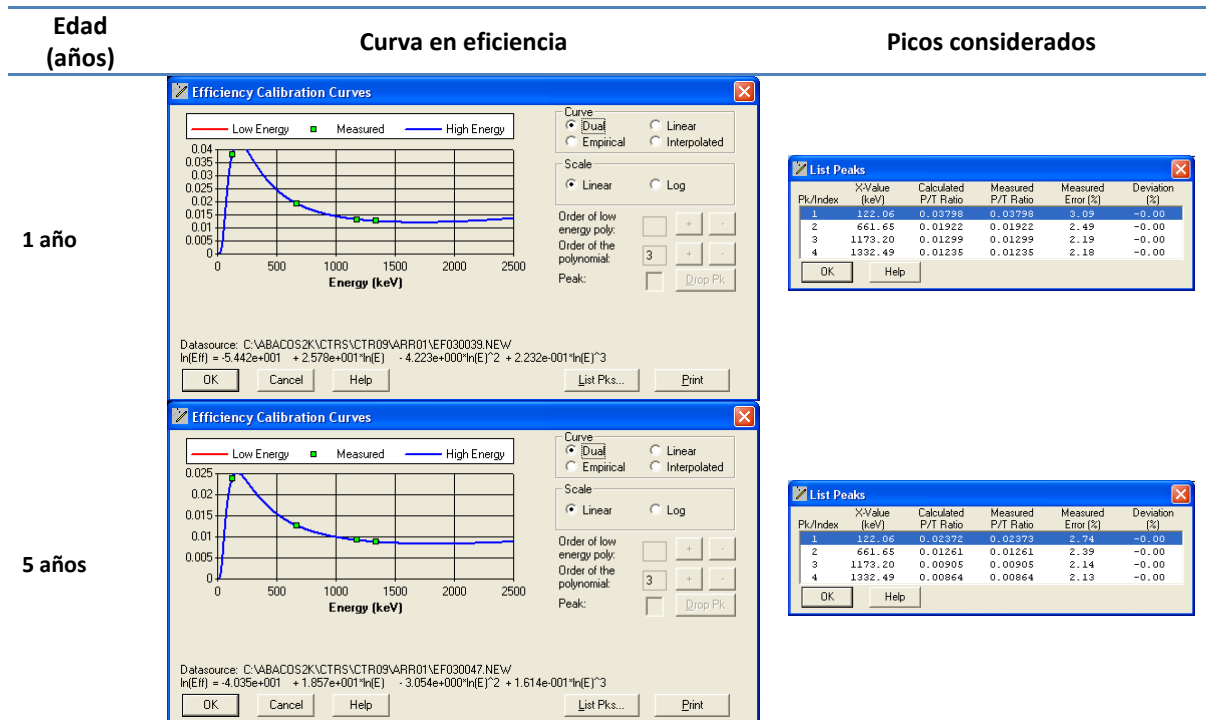 Edad
(años)
Curva en eficiencia
Picos considerados
1 año
Efficiency Calibration Curves
Low Energy Measured High Energy
0.04
0.035
0.03
0.025
0.02
0.015
0.01
0.005
0
0 500 1000 1500 2000 2500
Energy (keV)
Curve
Dual Linear
Empirical Interpolated
Scale
Linear Log
Order of low
energy poly: + -
Order of the
polynomial: 3 + -
Peak: Drop Pk
Datasource: C:\ABACOS2K\CTRS\CTR09\ARR01\EF030039.NEW
ln(Eff) = -5.442e+001 + 2.578e+001*ln(E) - 4.223e+000*ln(E)^2 + 2.232e-001*ln(E)^3
OK Cancel Help List Pks... Print
List Peaks
X-Value Calculated Measured Measured Deviation
Pk/Index (keV) P/T Ratio P/T Ratio Error (%) (%)
1 122.06 0.03798 0.03798 3.09 -0.00
2 661.65 0.01922 0.01922 2.49 -0.00
3 1173.20 0.01299 0.01299 2.19 -0.00
4 1332.49 0.01235 0.01235 2.18 -0.00
OK Help
5 años
Efficiency Calibration Curves
Low Energy Measured High Energy
0.025
0.02
0.015
0.01
0.005
0
0 500 1000 1500 2000 2500
Energy (keV)
Curve
Dual Linear
Empirical Interpolated
Scale
Linear Log
Order of low
energy poly: + -
Order of the
polynomial: 3 + -
Peak: Drop Pk
Datasource: C:\ABACOS2K\CTRS\CTR09\ARR01\EF030047.NEW
ln(Eff) = -4.035e+001 + 1.857e+001*ln(E) - 3.054e+000*ln(E)^2 + 1.614e-001*ln(E)^3
OK Cancel Help List Pks... Print
List Peaks
X-Value Calculated Measured Measured Deviation
Pk/Index (keV) P/T Ratio P/T Ratio Error (%) (%)
1 122.06 0.02372 0.02373 2.74 -0.00
2 661.65 0.01261 0.01261 2.39 -0.00
3 1173.20 0.00905 0.00905 2.14 -0.00
4 1332.49 0.00864 0.00864 2.13 -0.00
OK Help